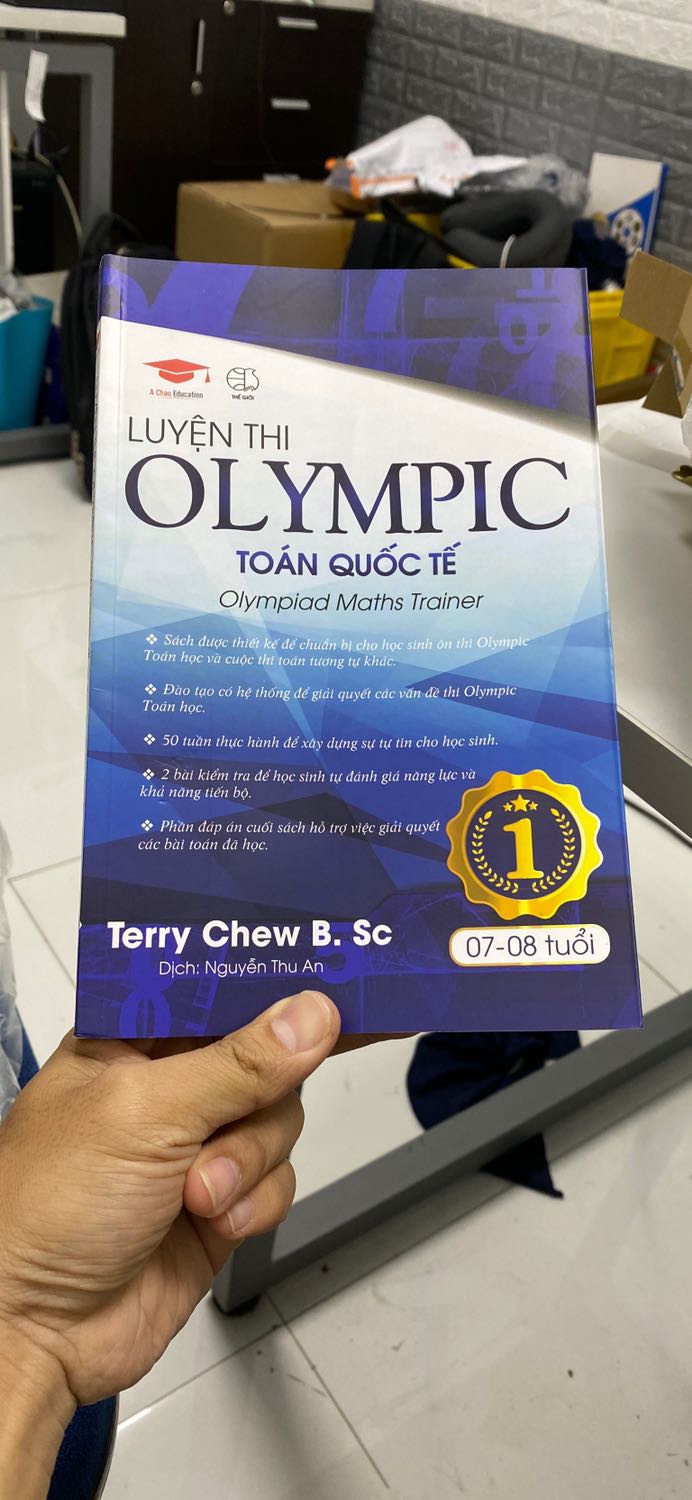 A Chau Education
THẾ GIỚI
LUYỆN THI
OLYMPIC
TOÁN QUỐC TẾ
Olympiad Maths Trainer
❖ Sách được thiết kế để chuẩn bị cho học sinh ôn thi Olympic
Toán học và cuộc thi toán tương tự khác.
❖ Đào tạo có hệ thống để giải quyết các vấn đề thi Olympic
Toán học.
❖ 50 tuần thực hành để xây dựng sự tự tin cho học sinh.
❖ 2 bài kiểm tra để học sinh tự đánh giá năng lực và
khả năng tiến bộ.
❖ Phần đáp án cuối sách hỗ trợ việc giải quyết
các bài toán đã học.
1
Terry Chew B. Sc
07-08 tuổi
Dịch: Nguyễn Thu An